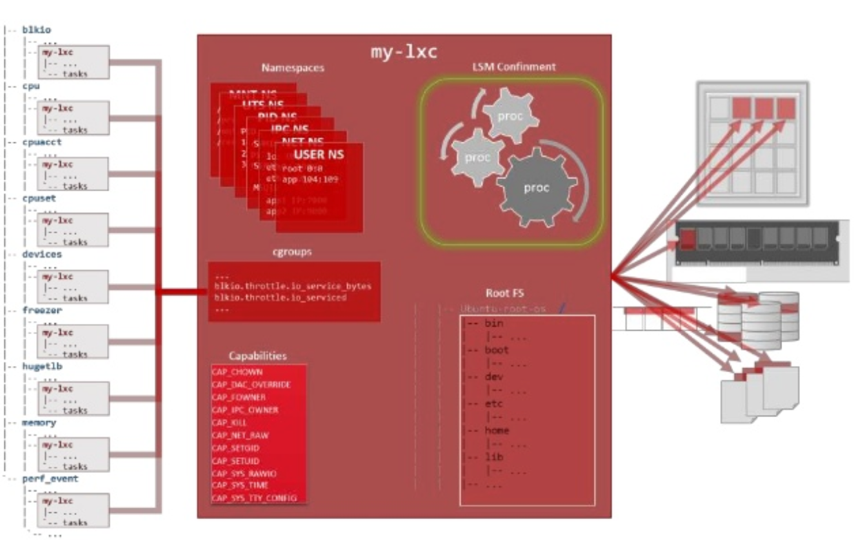 blkio
...
my-lxc
...
tasks
cpu
...
my-lxc
...
tasks
cpuacct
...
my-lxc
...
tasks
cpuset
...
my-lxc
...
tasks
devices
...
my-lxc
...
tasks
freezer
...
my-lxc
...
tasks
hugetlb
...
my-lxc
...
tasks
memory
...
my-lxc
...
tasks
perf_event
...
my-lxc
...
tasks
...
my-lxc
Namespaces
MNT NS
UTS NS
PID NS
IPC NS
NET NS
USER NS
root 0:0
app 104:109
LSM Confinment
proc
proc
proc
cgroups
...
blkio.throttle.io_service_bytes
blkio.throttle.io_serviced
...
Capabilities
CAP_CHOWN
CAP_DAC_OVERRIDE
CAP_FOWNER
CAP_IPC_OWNER
CAP_KILL
CAP_NET_RAW
CAP_SETGID
CAP_SETUID
CAP_SYS_RAWIO
CAP_SYS_TIME
CAP_SYS_TTY_CONFIG
Root FS
-- bin
|-- ...
-- boot
|-- ...
-- dev
|-- ...
-- etc
|-- ...
-- home
|-- ...
-- lib
|-- ...
-- ...